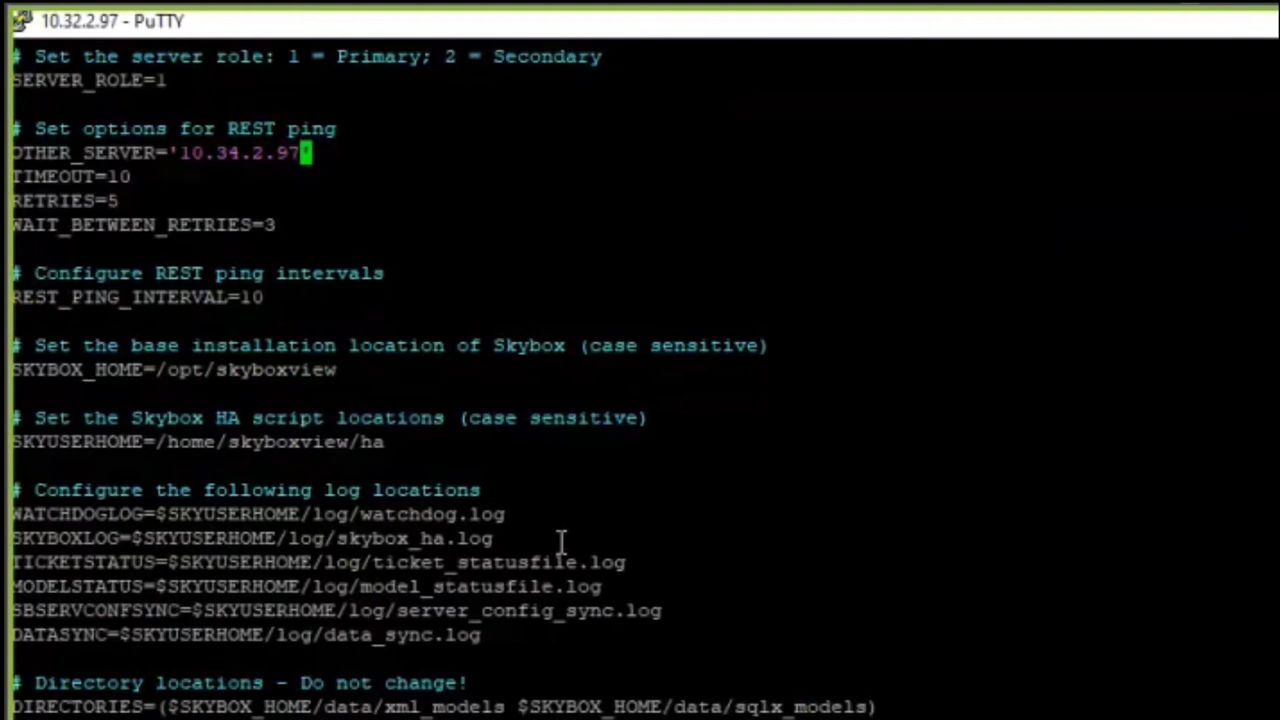 10.32.2.97 - PuTTY
# Set the server role: 1 = Primary; 2 = Secondary
SERVER_ROLE=1
# Set options for REST ping
OTHER_SERVER='10.34.2.97'
TIMEOUT=10
RETRIES=5
WAIT_BETWEEN_RETRIES=3
# Configure REST ping intervals
REST_PING_INTERVAL=10
# Set the base installation location of Skybox (case sensitive)
SKYBOX_HOME=/opt/skyboxview
# Set the Skybox HA script locations (case sensitive)
SKYUSERHOME=/home/skyboxview/ha
# Configure the following log locations
WATCHDOGLOG=$SKYUSERHOME/log/watchdog.log
SKYBOXLOG=$SKYUSERHOME/log/skybox_ha.log
TICKETSTATUS=$SKYUSERHOME/log/ticket_statusfile.log
MODELSTATUS=$SKYUSERHOME/log/model_statusfile.log
SBSERVCONFSYNC=$SKYUSERHOME/log/server_config_sync.log
DATASYNC=$SKYUSERHOME/log/data_sync.log
# Directory locations - Do not change!
DIRECTORIES=($SKYBOX_HOME/data/xml_models $SKYBOX_HOME/data/sqlx_models)